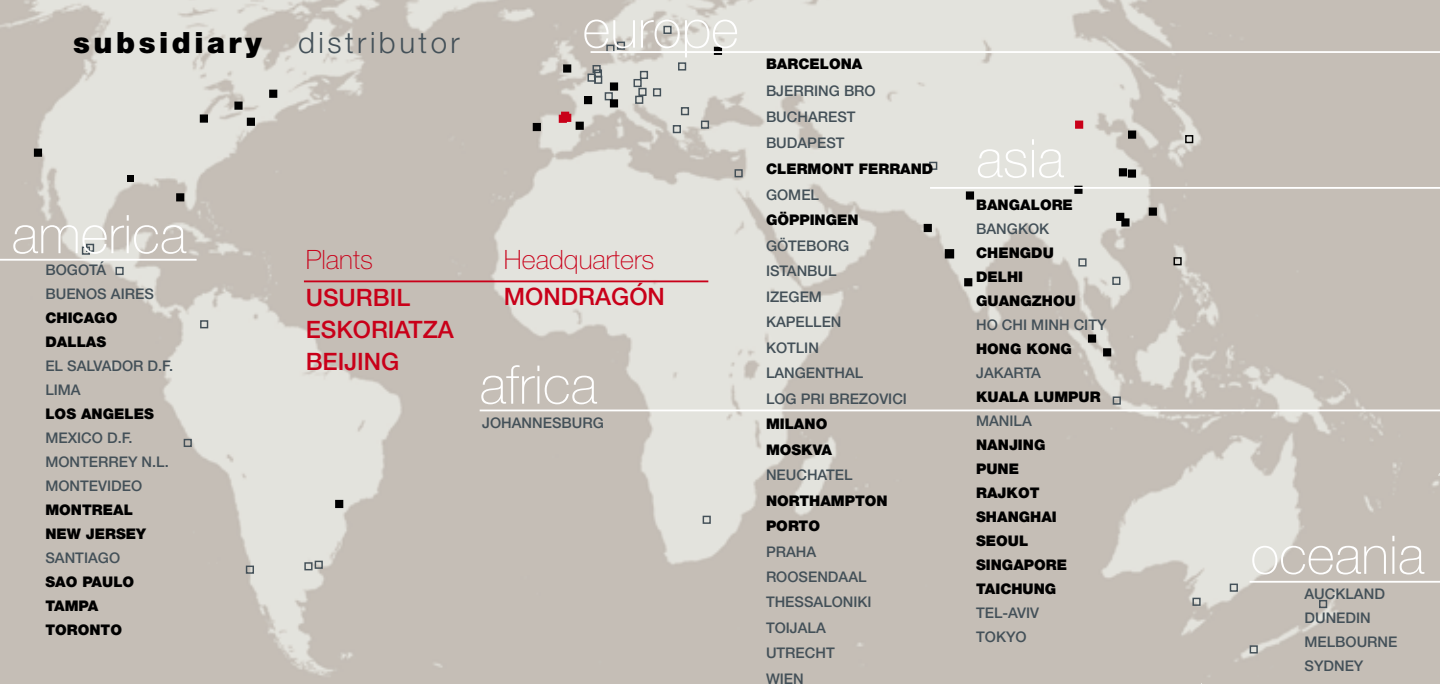 subsidiary distributor
europe
BARCELONA
BJERRING BRO
BUCHAREST
BUDAPEST
CLERMONT FERRAND
GOMEL
GÖPPINGEN
GÖTEBORG
ISTANBUL
IZEGEM
KAPELLEN
KOTLIN
LANGENTHAL
LOG PRI BREZOVICI
MILANO
MOSKVA
NEUCHATEL
NORTHAMPTON
PORTO
PRAHA
ROOSENDAAL
THESSALONIKI
TOIJALA
UTRECHT
WIEN
asia
BANGALORE
BANGKOK
CHENGDU
DELHI
GUANGZHOU
HO CHI MINH CITY
HONG KONG
JAKARTA
KUALA LUMPUR
MANILA
NANJING
PUNE
RAJKOT
SHANGHAI
SEOUL
SINGAPORE
TAICHUNG
TEL-AVIV
TOKYO
america
BOGOTÁ
BUENOS AIRES
CHICAGO
DALLAS
EL SALVADOR D.F.
LIMA
LOS ANGELES
MEXICO D.F.
MONTERREY N.L.
MONTEVIDEO
MONTREAL
NEW JERSEY
SANTIAGO
SAO PAULO
TAMPA
TORONTO
Plants
USURBIL
ESKORIATZA
BEIJING
Headquarters
MONDRAGÓN
africa
JOHANNESBURG
oceania
AUCKLAND
DUNEDIN
MELBOURNE
SYDNEY